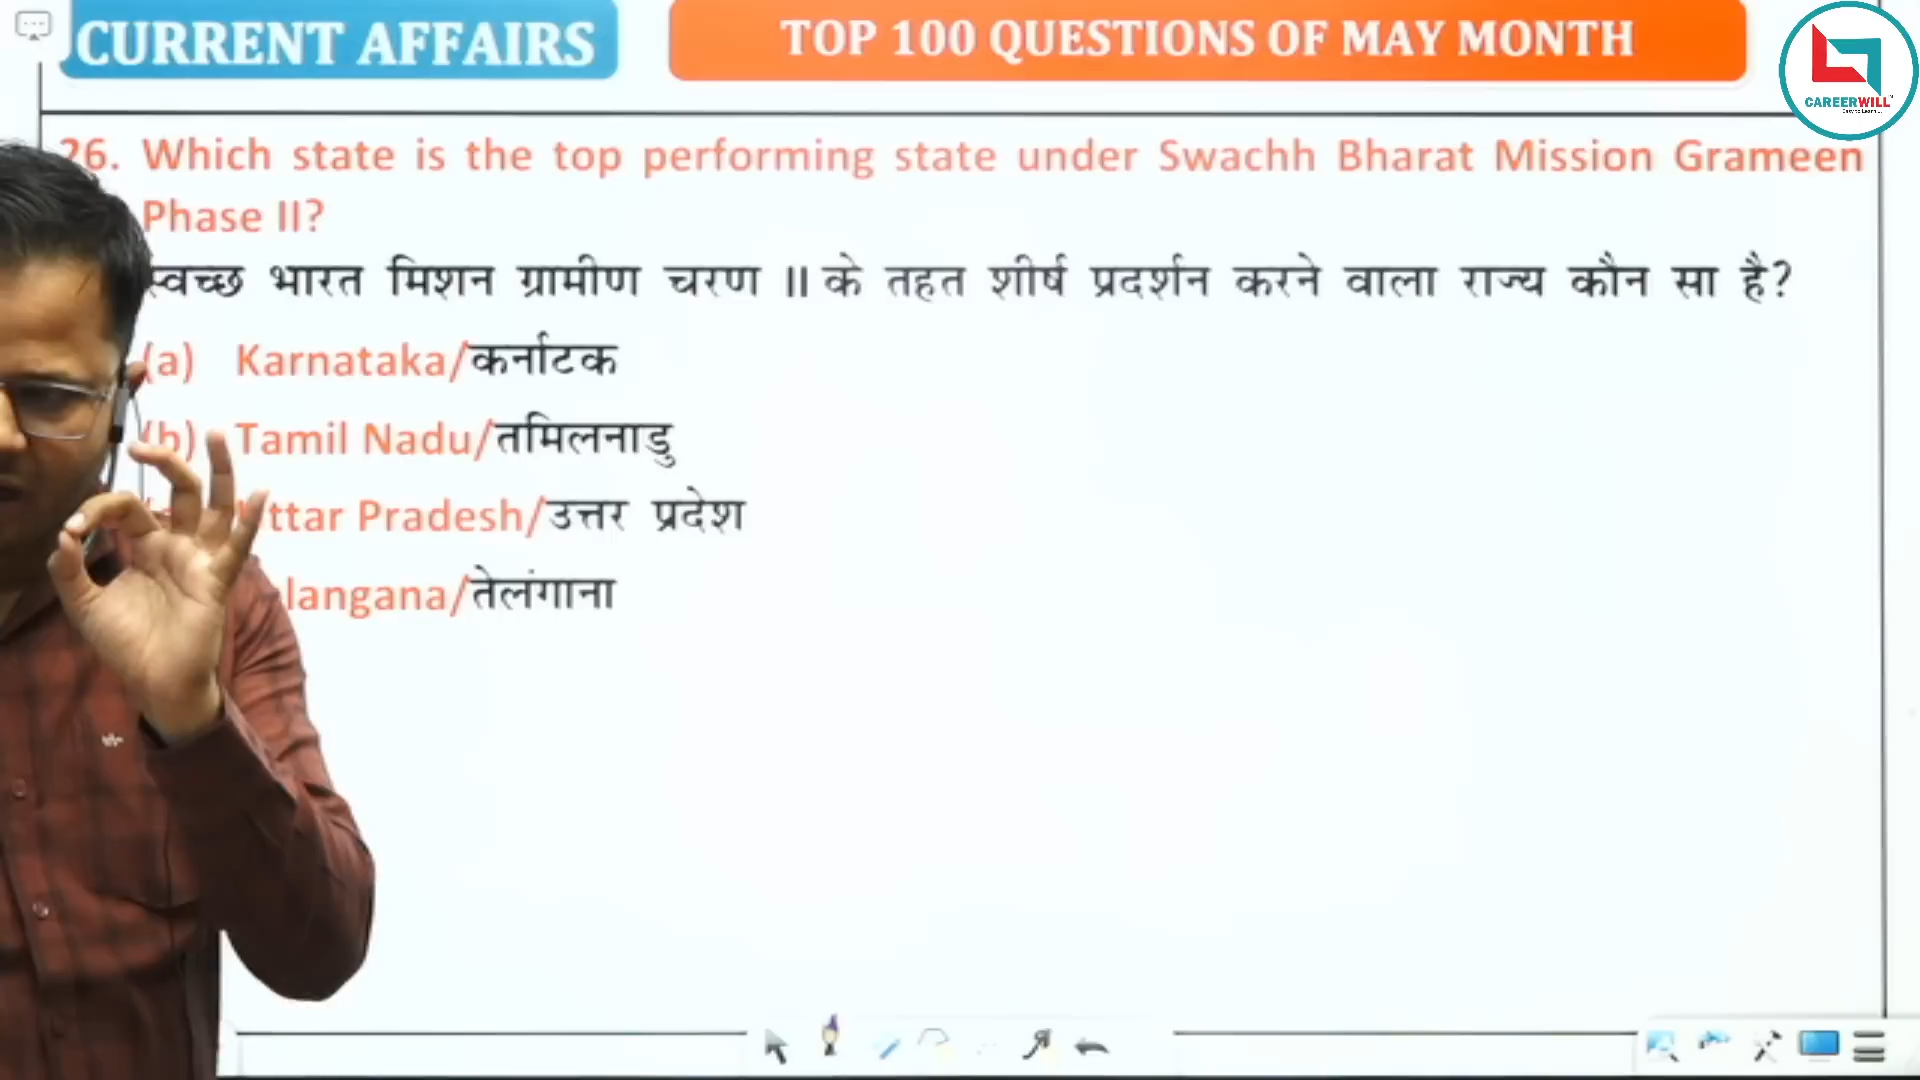 CURRENT AFFAIRS
TOP 100 QUESTIONS OF MAY MONTH
CAREERWILL
26. Which state is the top performing state under Swachh Bharat Mission Grameen
Phase II?
स्वच्छ भारत मिशन ग्रामीण चरण II के तहत शीर्ष प्रदर्शन करने वाला राज्य कौन सा है?
(a) Karnataka/कर्नाटक
(b) Tamil Nadu/तमिलनाडु
Uttar Pradesh/उत्तर प्रदेश
langana/तेलंगाना